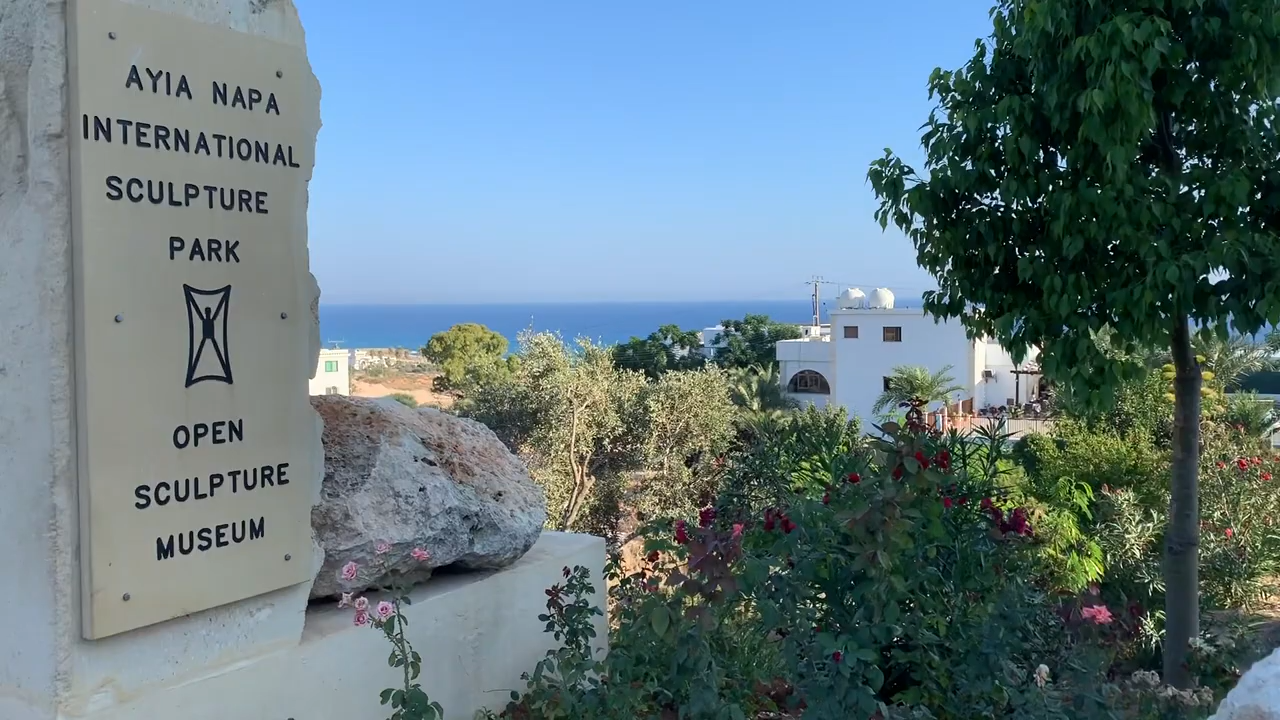 AYIA NAPA
INTERNATIONAL
SCULPTURE
PARK
OPEN
SCULPTURE
MUSEUM